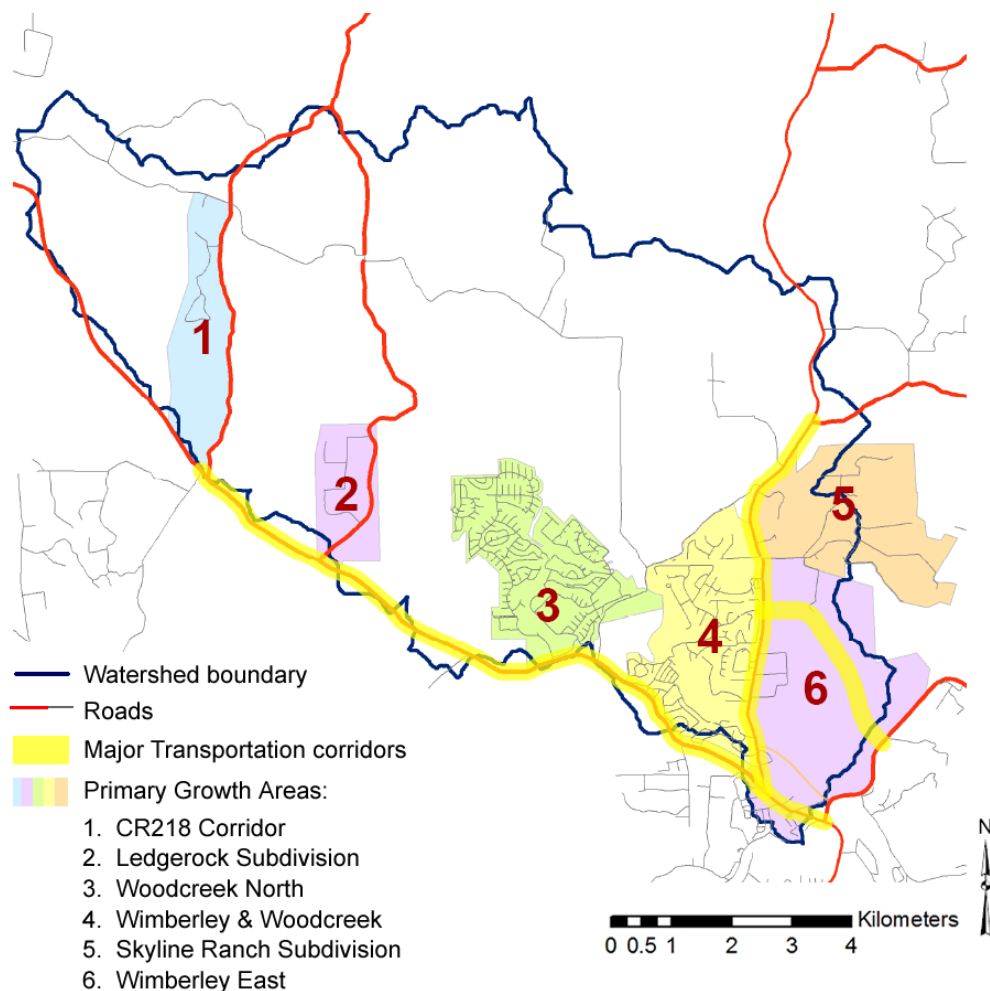 1
2
5
3
4
6
Watershed boundary
Roads
Major Transportation corridors
Primary Growth Areas:
1. CR218 Corridor
2. Ledgerock Subdivision
3. Woodcreek North
4. Wimberley & Woodcreek
5. Skyline Ranch Subdivision
6. Wimberley East
N
Kilometers
0 0.5 1 2 3 4